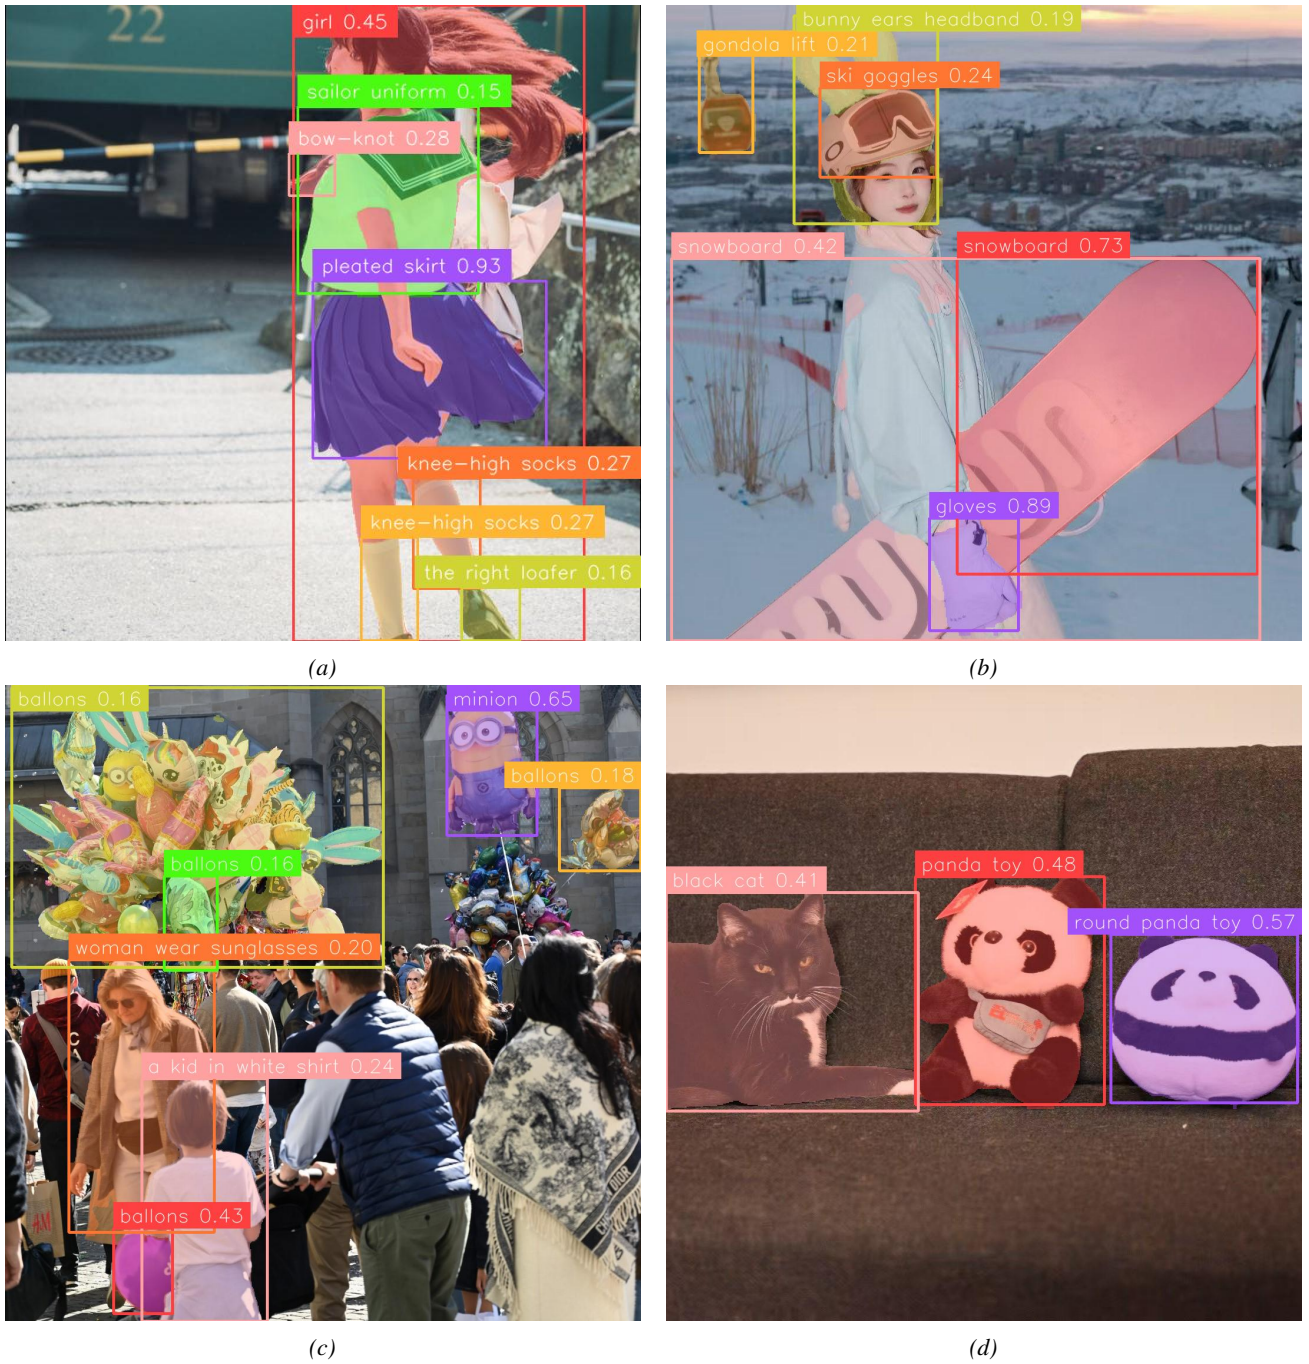 22
girl 0.45
sailor uniform 0.15
bow-knot 0.28
pleated skirt 0.93
knee-high socks 0.27
knee-high socks 0.27
the right loafer 0.16
(a)
bunny ears headband 0.19
gondola lift 0.21
ski goggles 0.24
snowboard 0.42
snowboard 0.73
gloves 0.89
(b)
ballons 0.16
minion 0.65
ballons 0.18
ballons 0.16
woman wear sunglasses 0.20
a kid in white shirt 0.24
ballons 0.43
H&M
DIOR
(c)
panda toy 0.48
black cat 0.41
round panda toy 0.57
(d)